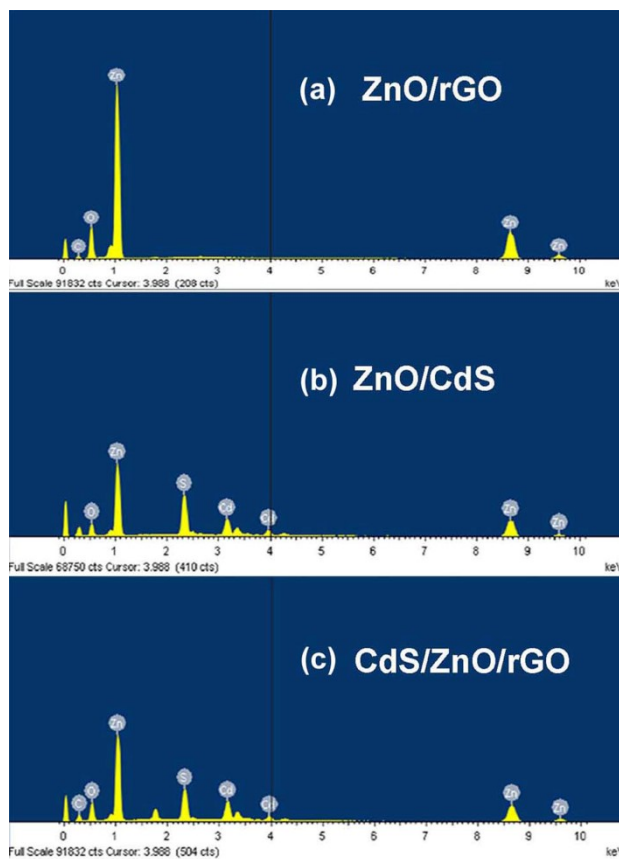 (a) ZnO/rGO
Zn
O
C
Zn
Zn
0 1 2 3 4 5 6 7 8 9 10
Full Scale 91832 cts Cursor: 3.988 (208 cts)
keV
(b) ZnO/CdS
Zn
S
O
Cd
Cd
Zn
Zn
0 1 2 3 4 5 6 7 8 9 10
Full Scale 68750 cts Cursor: 3.988 (410 cts)
keV
(c) CdS/ZnO/rGO
Zn
S
C
O
Cd
Cd
Zn
Zn
0 1 2 3 4 5 6 7 8 9 10
Full Scale 91832 cts Cursor: 3.988 (504 cts)
keV